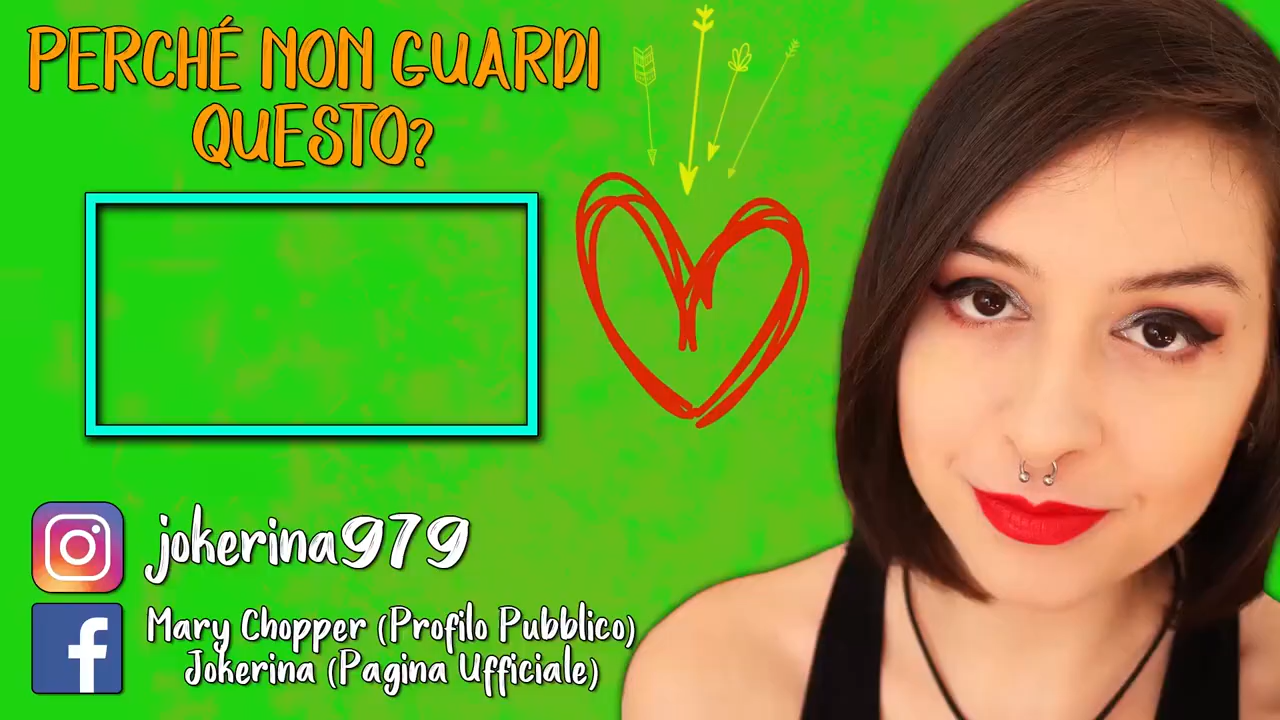 PERCHÉ NON GUARDI
QUESTO?
jokerina979
Mary Chopper (Profilo Pubblico)
Jokerina (Pagina Ufficiale)